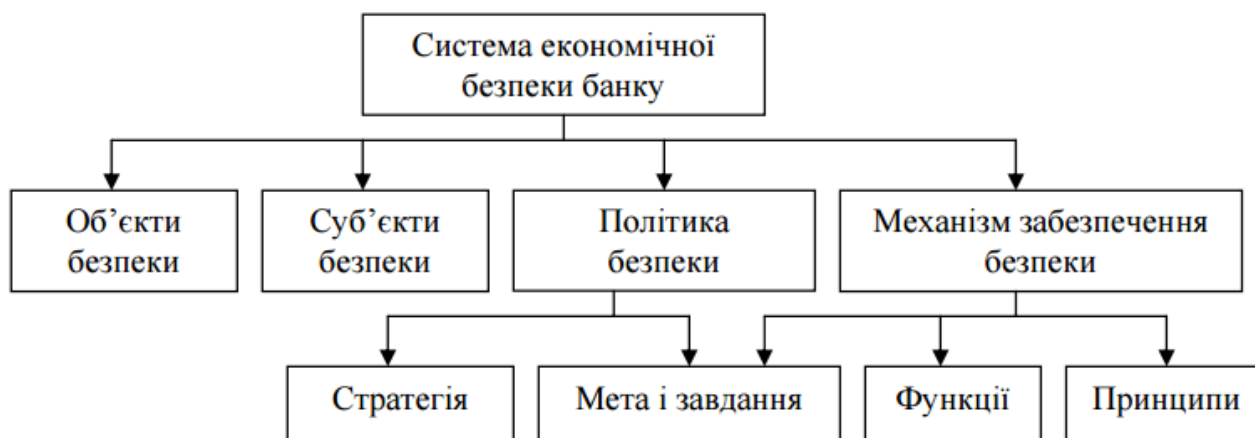 Система економічної
безпеки банку
Об’єкти
безпеки
Суб’єкти
безпеки
Політика
безпеки
Механізм забезпечення
безпеки
Стратегія
Мета і завдання
Функції
Принципи